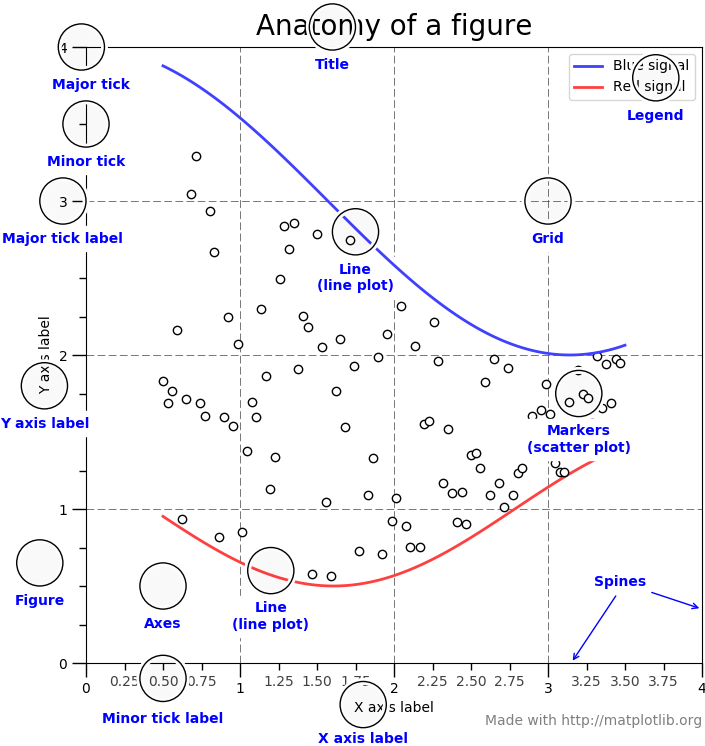 Anatomy of a figure
4
Major tick
Title
Blue signal
Red signal
Legend
Minor tick
3
Major tick label
Grid
Line
(line plot)
Y axis label
2
Y axis label
Markers
(scatter plot)
1
Figure
Axes
Line
(line plot)
Spines
0
0 0.25 0.50 0.75 1 1.25 1.50 1.75 2 2.25 2.50 2.75 3 3.25 3.50 3.75 4
Minor tick label
X axis label
X axis label
Made with http://matplotlib.org